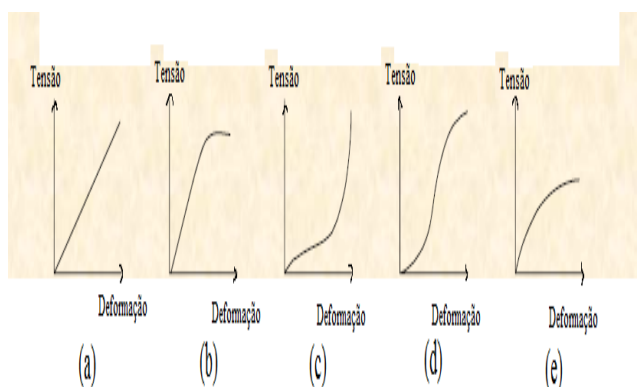 Tensão
Tensão
Tensão
Tensão
Tensão
Deformação
Deformação
Deformação
Deformação
Deformação
(a)
(b)
(c)
(d)
(e)